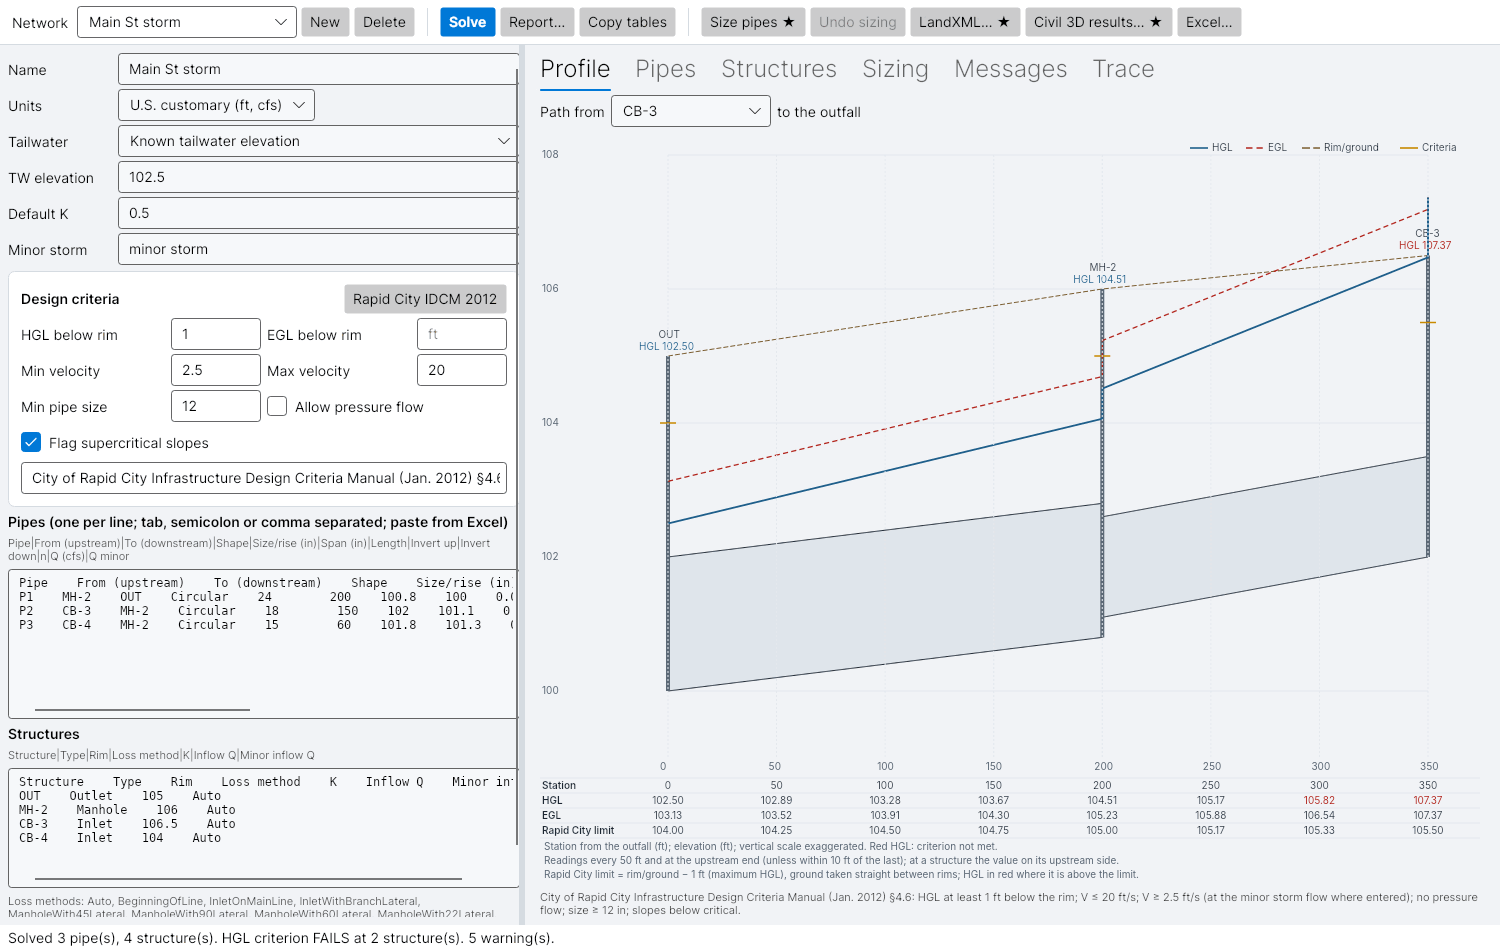 Network Main St storm New Delete Solve Report... Copy tables Size pipes ★ Undo sizing LandXML... ★ Civil 3D results... ★ Excel...
Name Main St storm
Units U.S. customary (ft, cfs)
Tailwater Known tailwater elevation
TW elevation 102.5
Default K 0.5
Minor storm minor storm
Design criteria Rapid City IDCM 2012
HGL below rim 1 EGL below rim ft
Min velocity 2.5 Max velocity 20
Min pipe size 12 Allow pressure flow
Flag supercritical slopes
City of Rapid City Infrastructure Design Criteria Manual (Jan. 2012) §4.6
Pipes (one per line; tab, semicolon or comma separated; paste from Excel)
Pipe|From (upstream)|To (downstream)|Shape|Size/rise (in)|Span (in)|Length|Invert up|Invert
down|n|Q (cfs)|Q minor
Pipe From (upstream) To (downstream) Shape Size/rise (in)
P1 MH-2 OUT Circular 24 200 100.8 100 0.0
P2 CB-3 MH-2 Circular 18 150 102 101.1 0
P3 CB-4 MH-2 Circular 15 60 101.8 101.3
Structures
Structure|Type|Rim|Loss method|K|Inflow Q|Minor inflow Q
Structure Type Rim Loss method K Inflow Q Minor inf
OUT Outlet 105 Auto
MH-2 Manhole 106 Auto
CB-3 Inlet 106.5 Auto
CB-4 Inlet 104 Auto
Loss methods: Auto, BeginningOfLine, InletOnMainLine, InletWithBranchLateral,
ManholeWith45Lateral, ManholeWith90Lateral, ManholeWith60Lateral, ManholeWith22Lateral
Profile Pipes Structures Sizing Messages Trace
Path from CB-3 to the outfall
HGL EGL Rim/ground Criteria
108
106
104
102
100
OUT
HGL 102.50
MH-2
HGL 104.51
CB-3
HGL 107.37
0 50 100 150 200 250 300 350
Station 0 50 100 150 200 250 300 350
HGL 102.50 102.89 103.28 103.67 104.51 105.17 105.82 107.37
EGL 103.13 103.52 103.91 104.30 105.23 105.88 106.54 107.37
Rapid City limit 104.00 104.25 104.50 104.75 105.00 105.17 105.33 105.50
Station from the outfall (ft); elevation (ft); vertical scale exaggerated. Red HGL: criterion not met.
Readings every 50 ft and at the upstream end (unless within 10 ft of the last); at a structure the value on its upstream side.
Rapid City limit = rim/ground − 1 ft (maximum HGL), ground taken straight between rims; HGL in red where it is above the limit.
City of Rapid City Infrastructure Design Criteria Manual (Jan. 2012) §4.6: HGL at least 1 ft below the rim; V ≤ 20 ft/s; V ≥ 2.5 ft/s (at the minor storm flow where entered); no pressure
flow; size ≥ 12 in; slopes below critical.
Solved 3 pipe(s), 4 structure(s). HGL criterion FAILS at 2 structure(s). 5 warning(s).